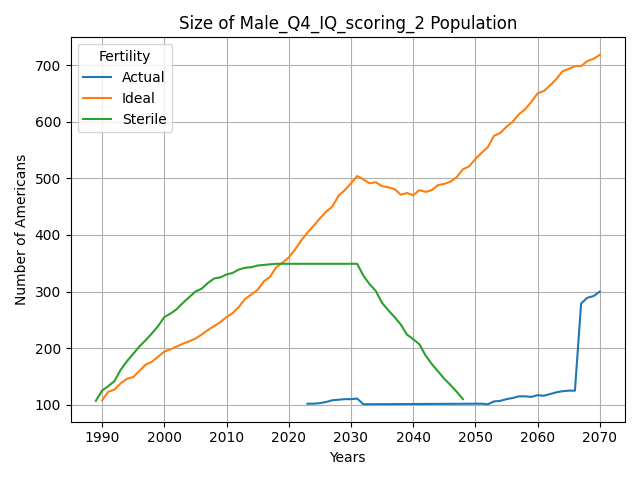 Size of Male_Q4_IQ_scoring_2 Population
Fertility
Actual
Ideal
Sterile
Number of Americans
700
600
500
400
300
200
100
1990 2000 2010 2020 2030 2040 2050 2060 2070
Years